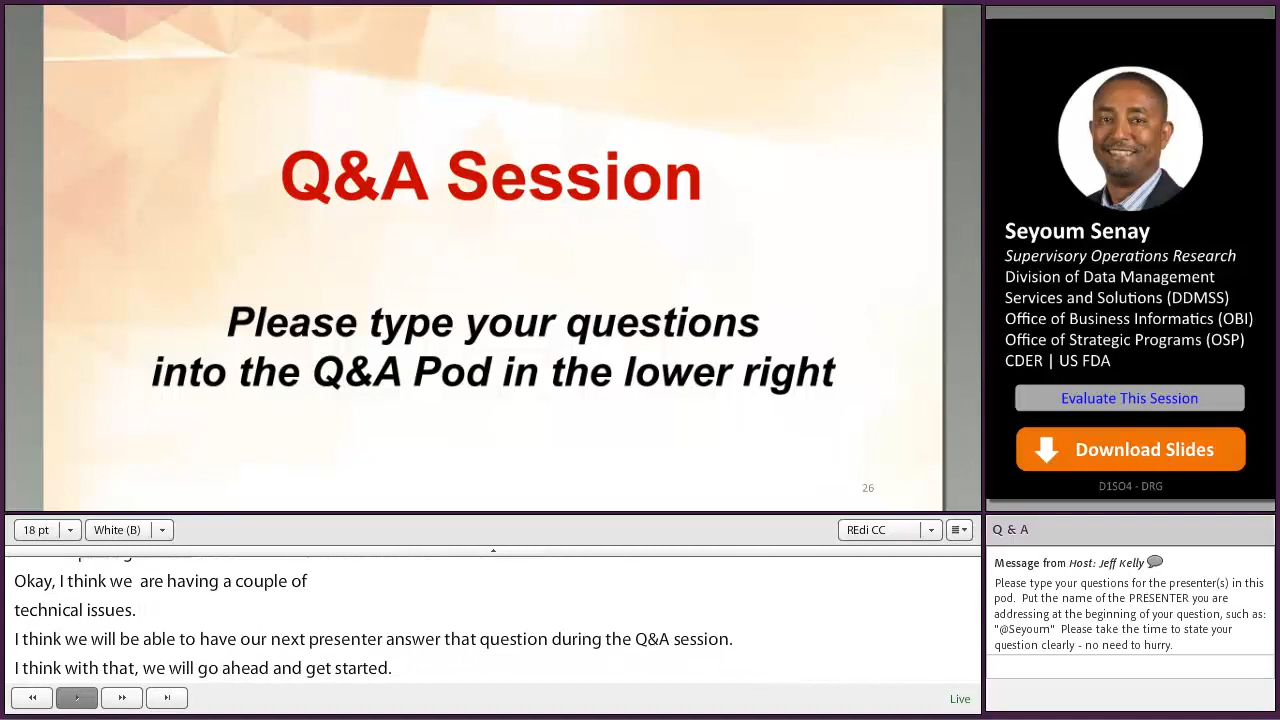 Q&A Session
Please type your questions
into the Q&A Pod in the lower right
26
Seyoum Senay
Supervisory Operations Research
Division of Data Management
Services and Solutions (DDMSS)
Office of Business Informatics (OBI)
Office of Strategic Programs (OSP)
CDER | US FDA
Evaluate This Session
Download Slides
D1SO4 - DRG
18 pt
White (B)
REdi CC
Okay, I think we  are having a couple of
technical issues.
I think we will be able to have our next presenter answer that question during the Q&A session.
I think with that, we will go ahead and get started.
Live
Q & A
Message from Host: Jeff Kelly
Please type your questions for the presenter(s) in this
pod.  Put the name of the PRESENTER you are
addressing at the beginning of your question, such as:
"@Seyoum"  Please take the time to state your
question clearly - no need to hurry.